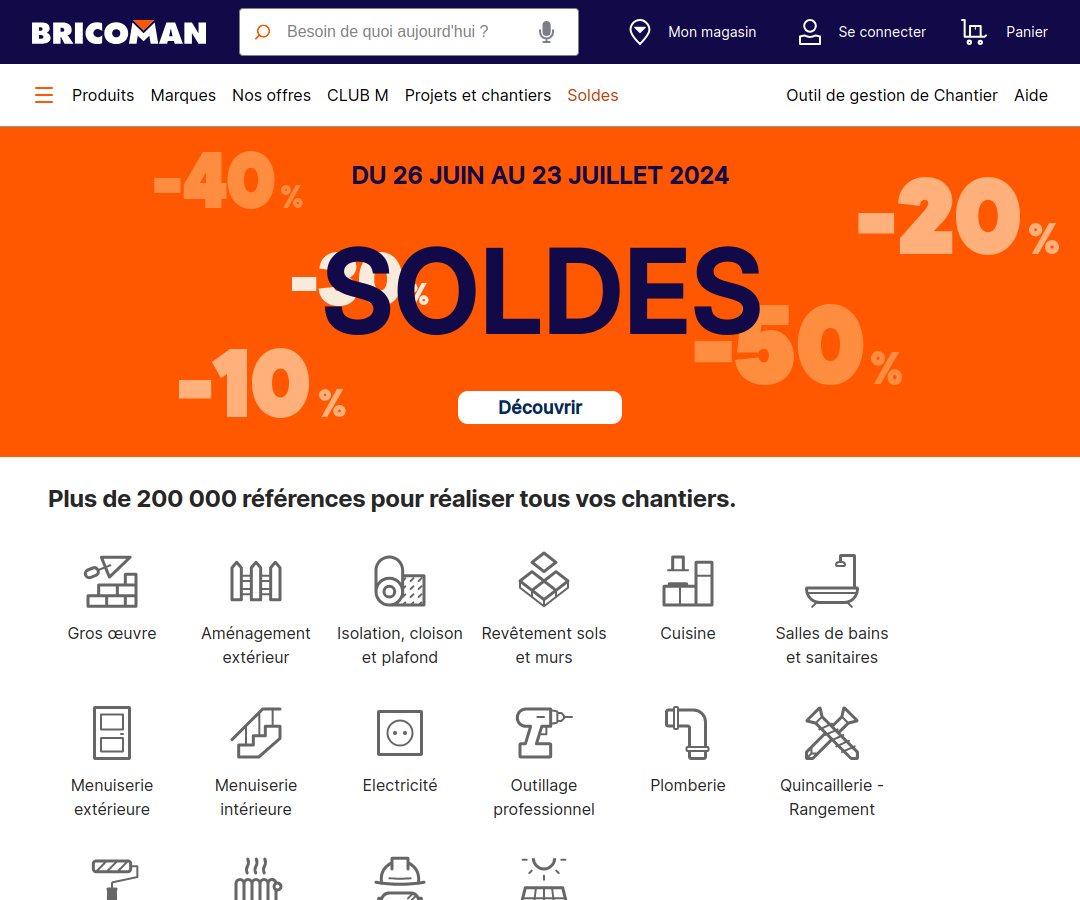 BRICOMAN
Besoin de quoi aujourd'hui ?
Mon magasin
Se connecter
Panier
Produits
Marques
Nos offres
CLUB M
Projets et chantiers
Soldes
Outil de gestion de Chantier
Aide
-40%
DU 26 JUIN AU 23 JUILLET 2024
-20%
-30%
SOLDES
-50%
-10%
Découvrir
Plus de 200 000 références pour réaliser tous vos chantiers.
Gros œuvre
Aménagement
extérieur
Isolation, cloison
et plafond
Revêtement sols
et murs
Cuisine
Salles de bains
et sanitaires
Menuiserie
extérieure
Menuiserie
intérieure
Electricité
Outillage
professionnel
Plomberie
Quincaillerie -
Rangement